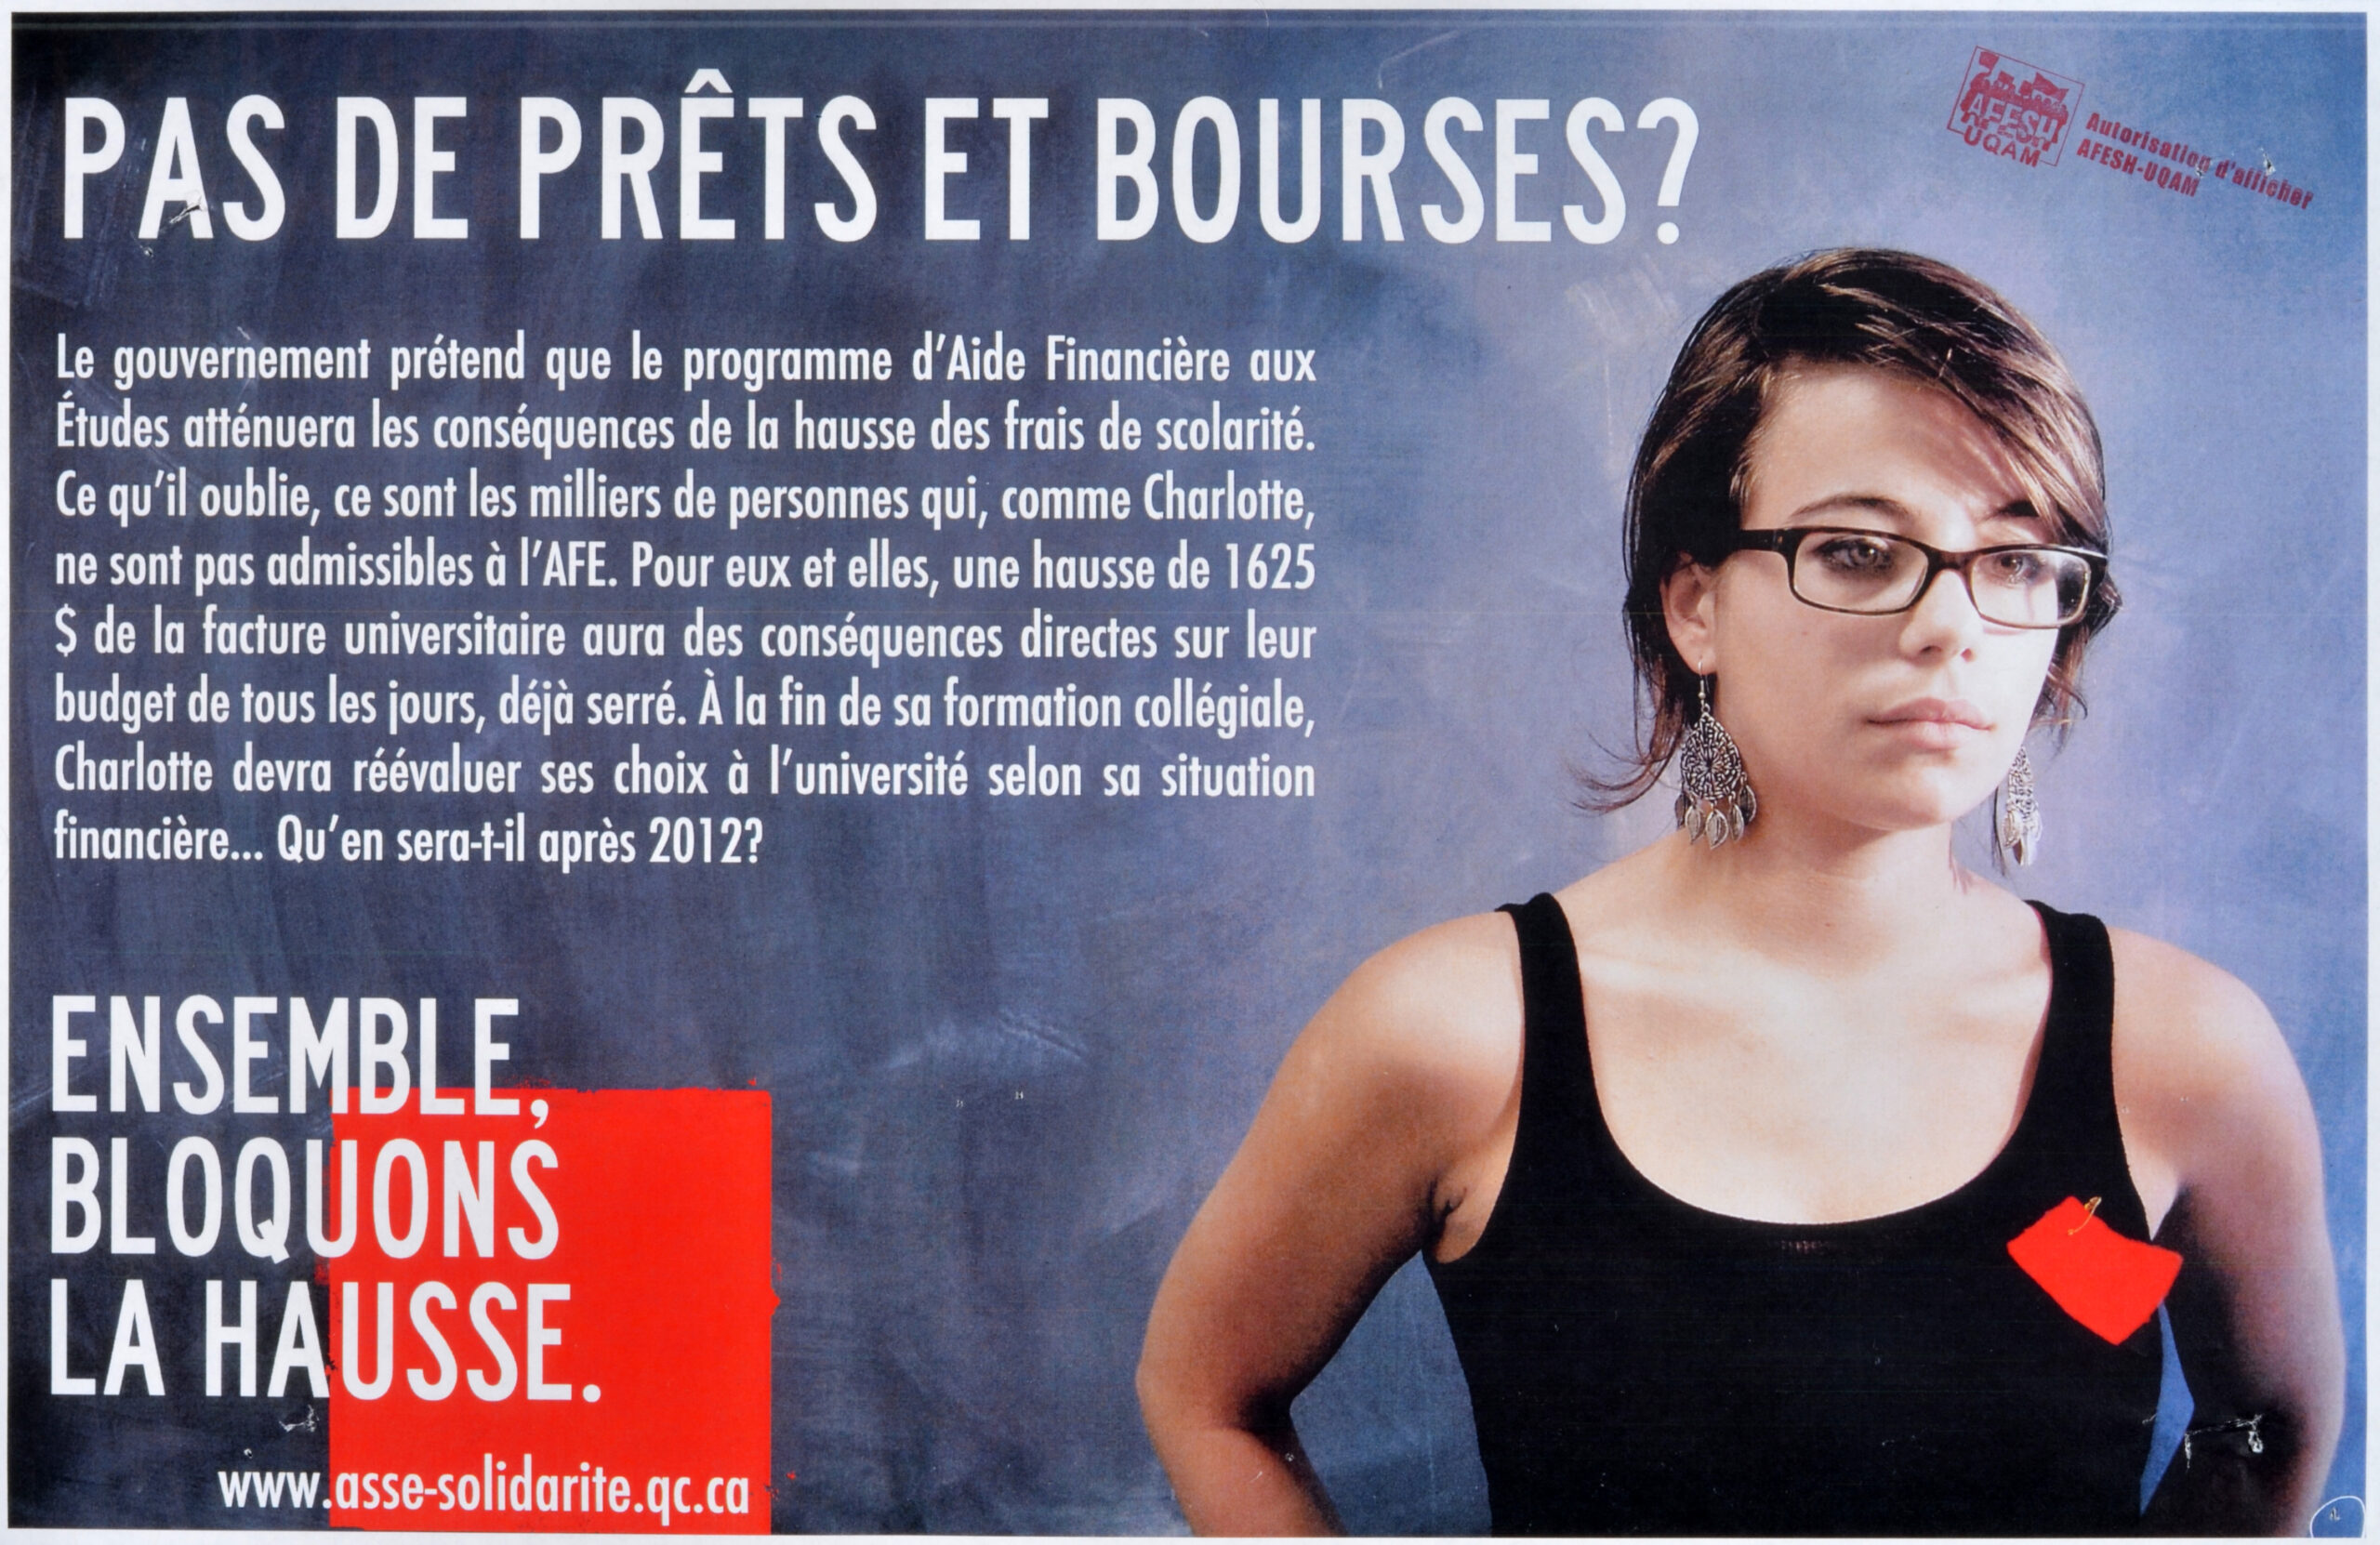 PAS DE PRÊTS ET BOURSES?
AFESH
UQAM
Autorisation d'afficher
AFESH-UQAM
Le gouvernement prétend que le programme d'Aide Financière aux
Études atténuera les conséquences de la hausse des frais de scolarité.
Ce qu'il oublie, ce sont les milliers de personnes qui, comme Charlotte,
ne sont pas admissibles à l'AFE. Pour eux et elles, une hausse de 1625
$ de la facture universitaire aura des conséquences directes sur leur
budget de tous les jours, déjà serré. À la fin de sa formation collégiale,
Charlotte devra réévaluer ses choix à l'université selon sa situation
financière... Qu'en sera-t-il après 2012?
ENSEMBLE,
BLOQUONS
LA HAUSSE.
www.asse-solidarite.qc.ca